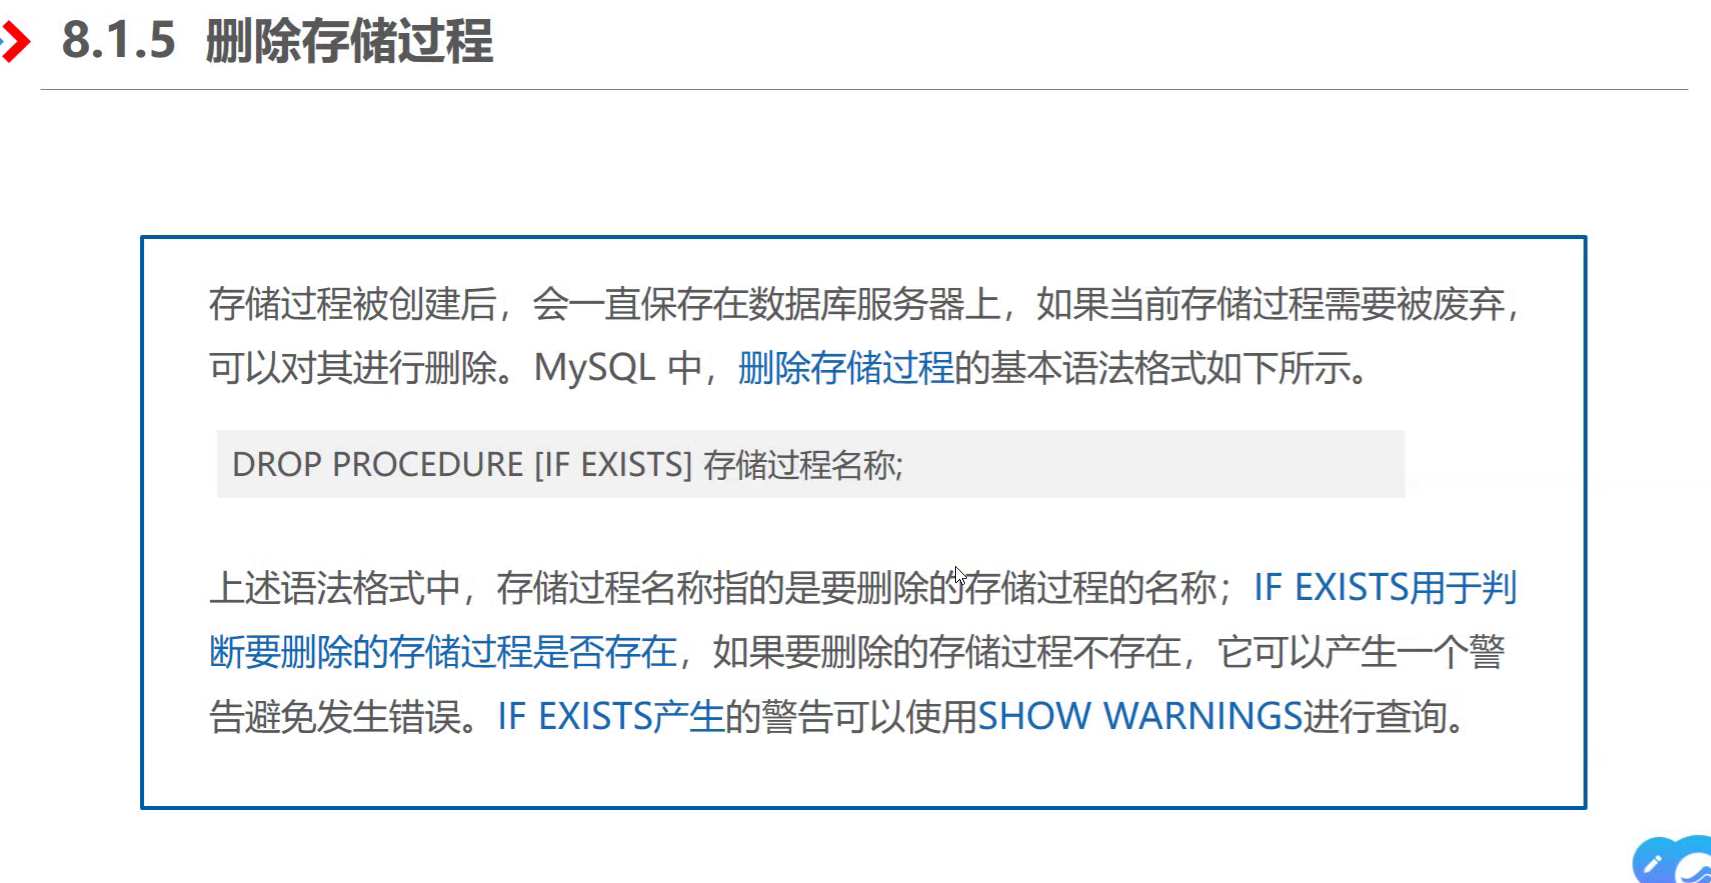 8.1.5 删除存储过程
存储过程被创建后，会一直保存在数据库服务器上，如果当前存储过程需要被废弃，
可以对其进行删除。MySQL 中，删除存储过程的基本语法格式如下所示。
DROP PROCEDURE [IF EXISTS] 存储过程名称;
上述语法格式中，存储过程名称指的是要删除的存储过程的名称；IF EXISTS用于判
断要删除的存储过程是否存在，如果要删除的存储过程不存在，它可以产生一个警
告避免发生错误。IF EXISTS产生的警告可以使用SHOW WARNINGS进行查询。